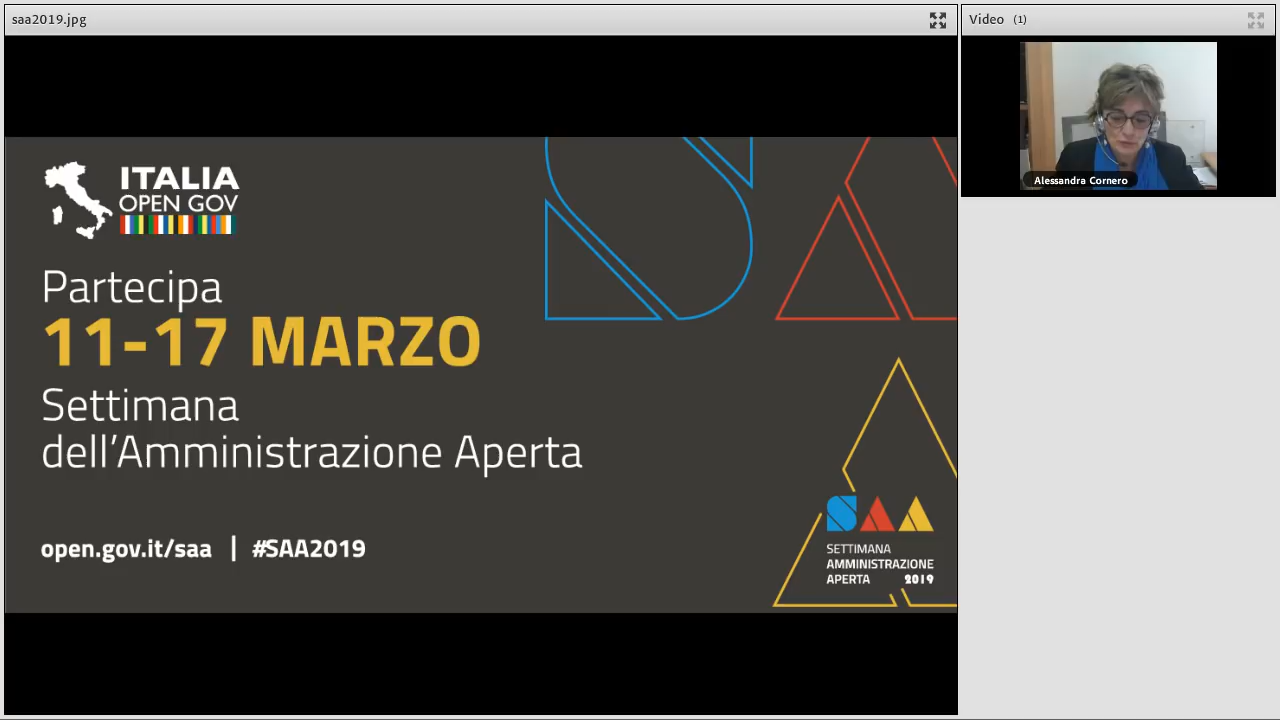 saa2019.jpg
Video (1)
Alessandra Cornero
ITALIA
OPEN GOV
Partecipa
11-17 MARZO
Settimana
dell'Amministrazione Aperta
open.gov.it/saa | #SAA2019
SAA
SETTIMANA
AMMINISTRAZIONE
APERTA 2019